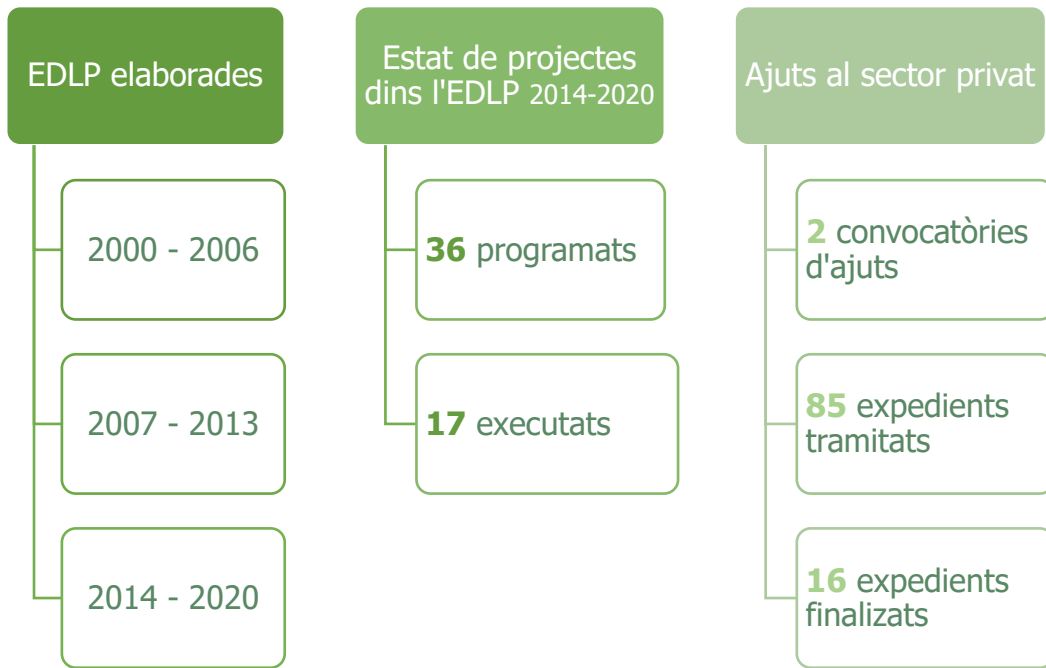 EDLP elaborades
2000 - 2006
2007 - 2013
2014 - 2020
Estat de projectes
dins l'EDLP 2014-2020
36 programats
17 executats
Ajuts al sector privat
2 convocatòries
d'ajuts
85 expedients
tramitats
16 expedients
finalizats